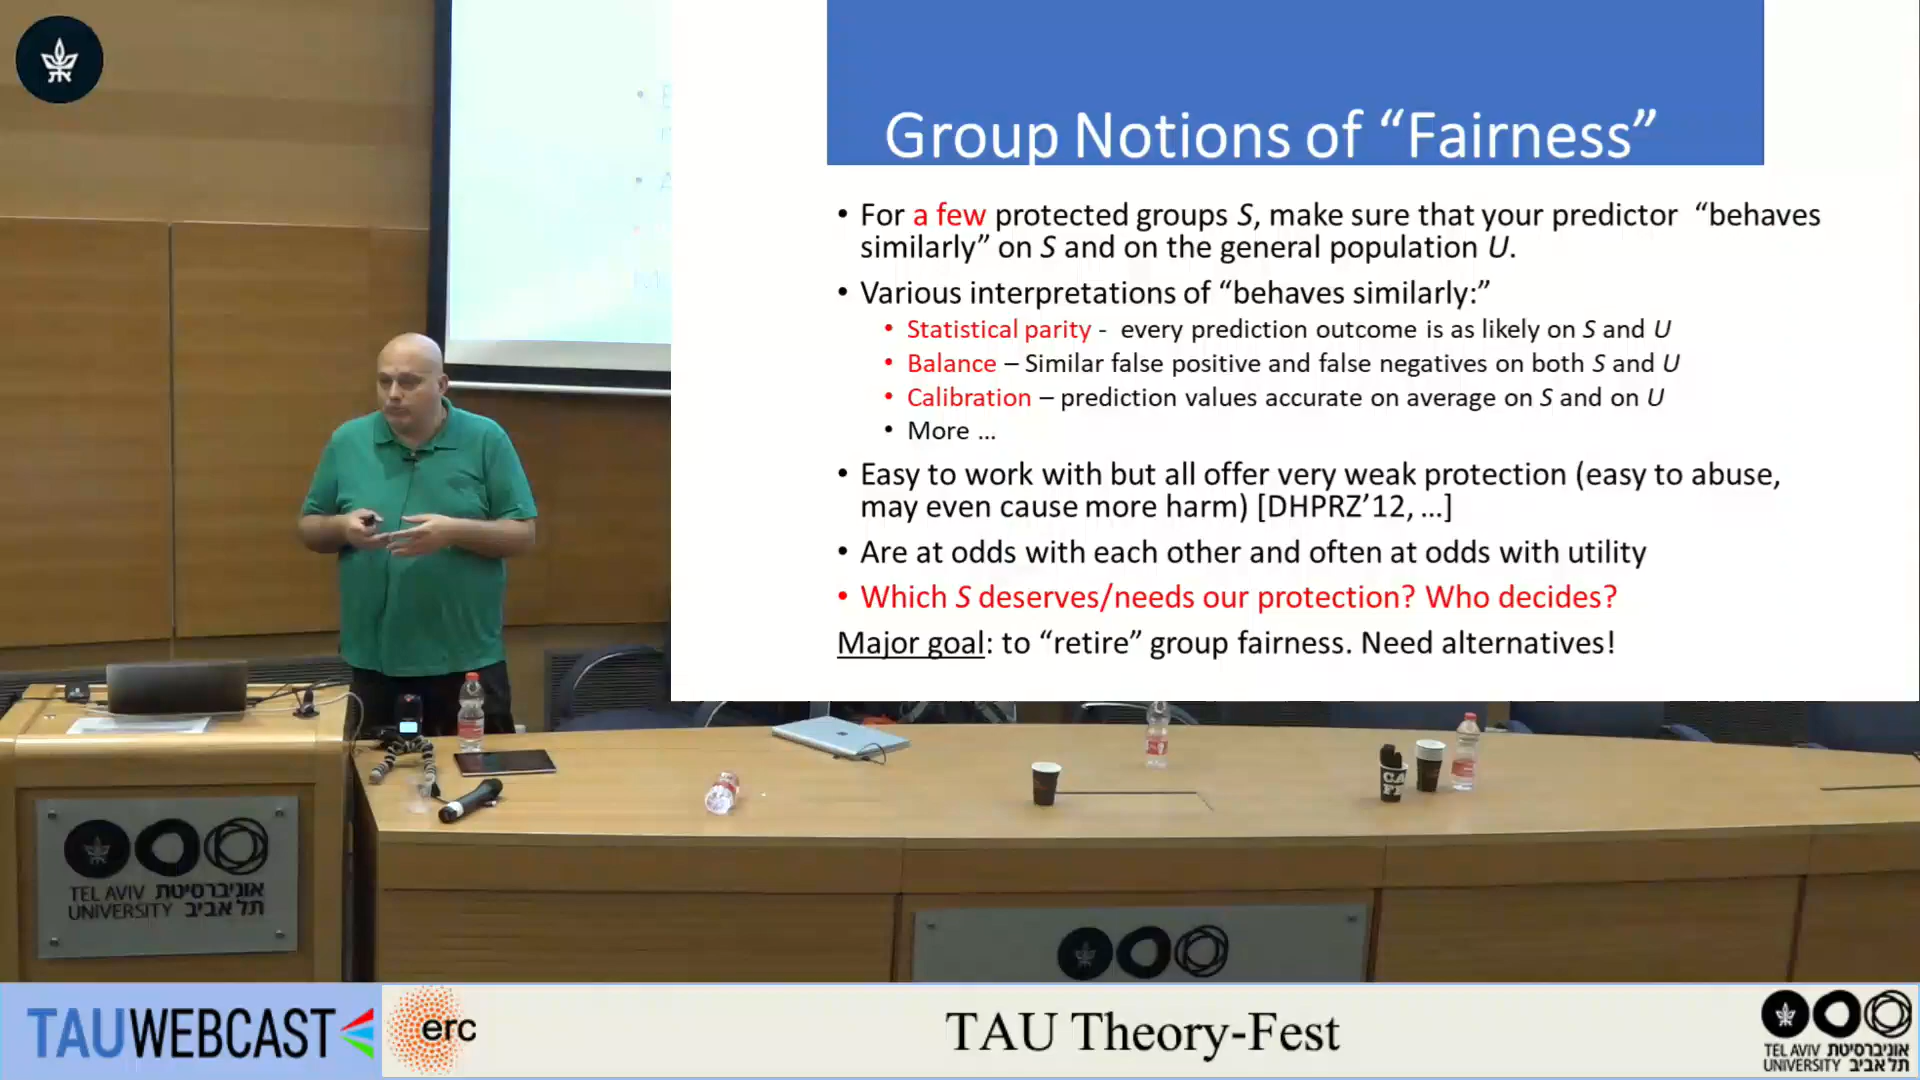 Group Notions of “Fairness”
• For a few protected groups S, make sure that your predictor “behaves
similarly” on S and on the general population U.
• Various interpretations of “behaves similarly:”
• Statistical parity - every prediction outcome is as likely on S and U
• Balance – Similar false positive and false negatives on both S and U
• Calibration – prediction values accurate on average on S and on U
• More ...
• Easy to work with but all offer very weak protection (easy to abuse,
may even cause more harm) [DHPRZ’12, ...]
• Are at odds with each other and often at odds with utility
• Which S deserves/needs our protection? Who decides?
Major goal: to “retire” group fairness. Need alternatives!
CA
TEL AVIV אוניברסיטת
UNIVERSITY תל אביב
TAUWEBCAST
erc
TAU Theory-Fest
TEL AVIV אוניברסיטת
UNIVERSITY תל אביב